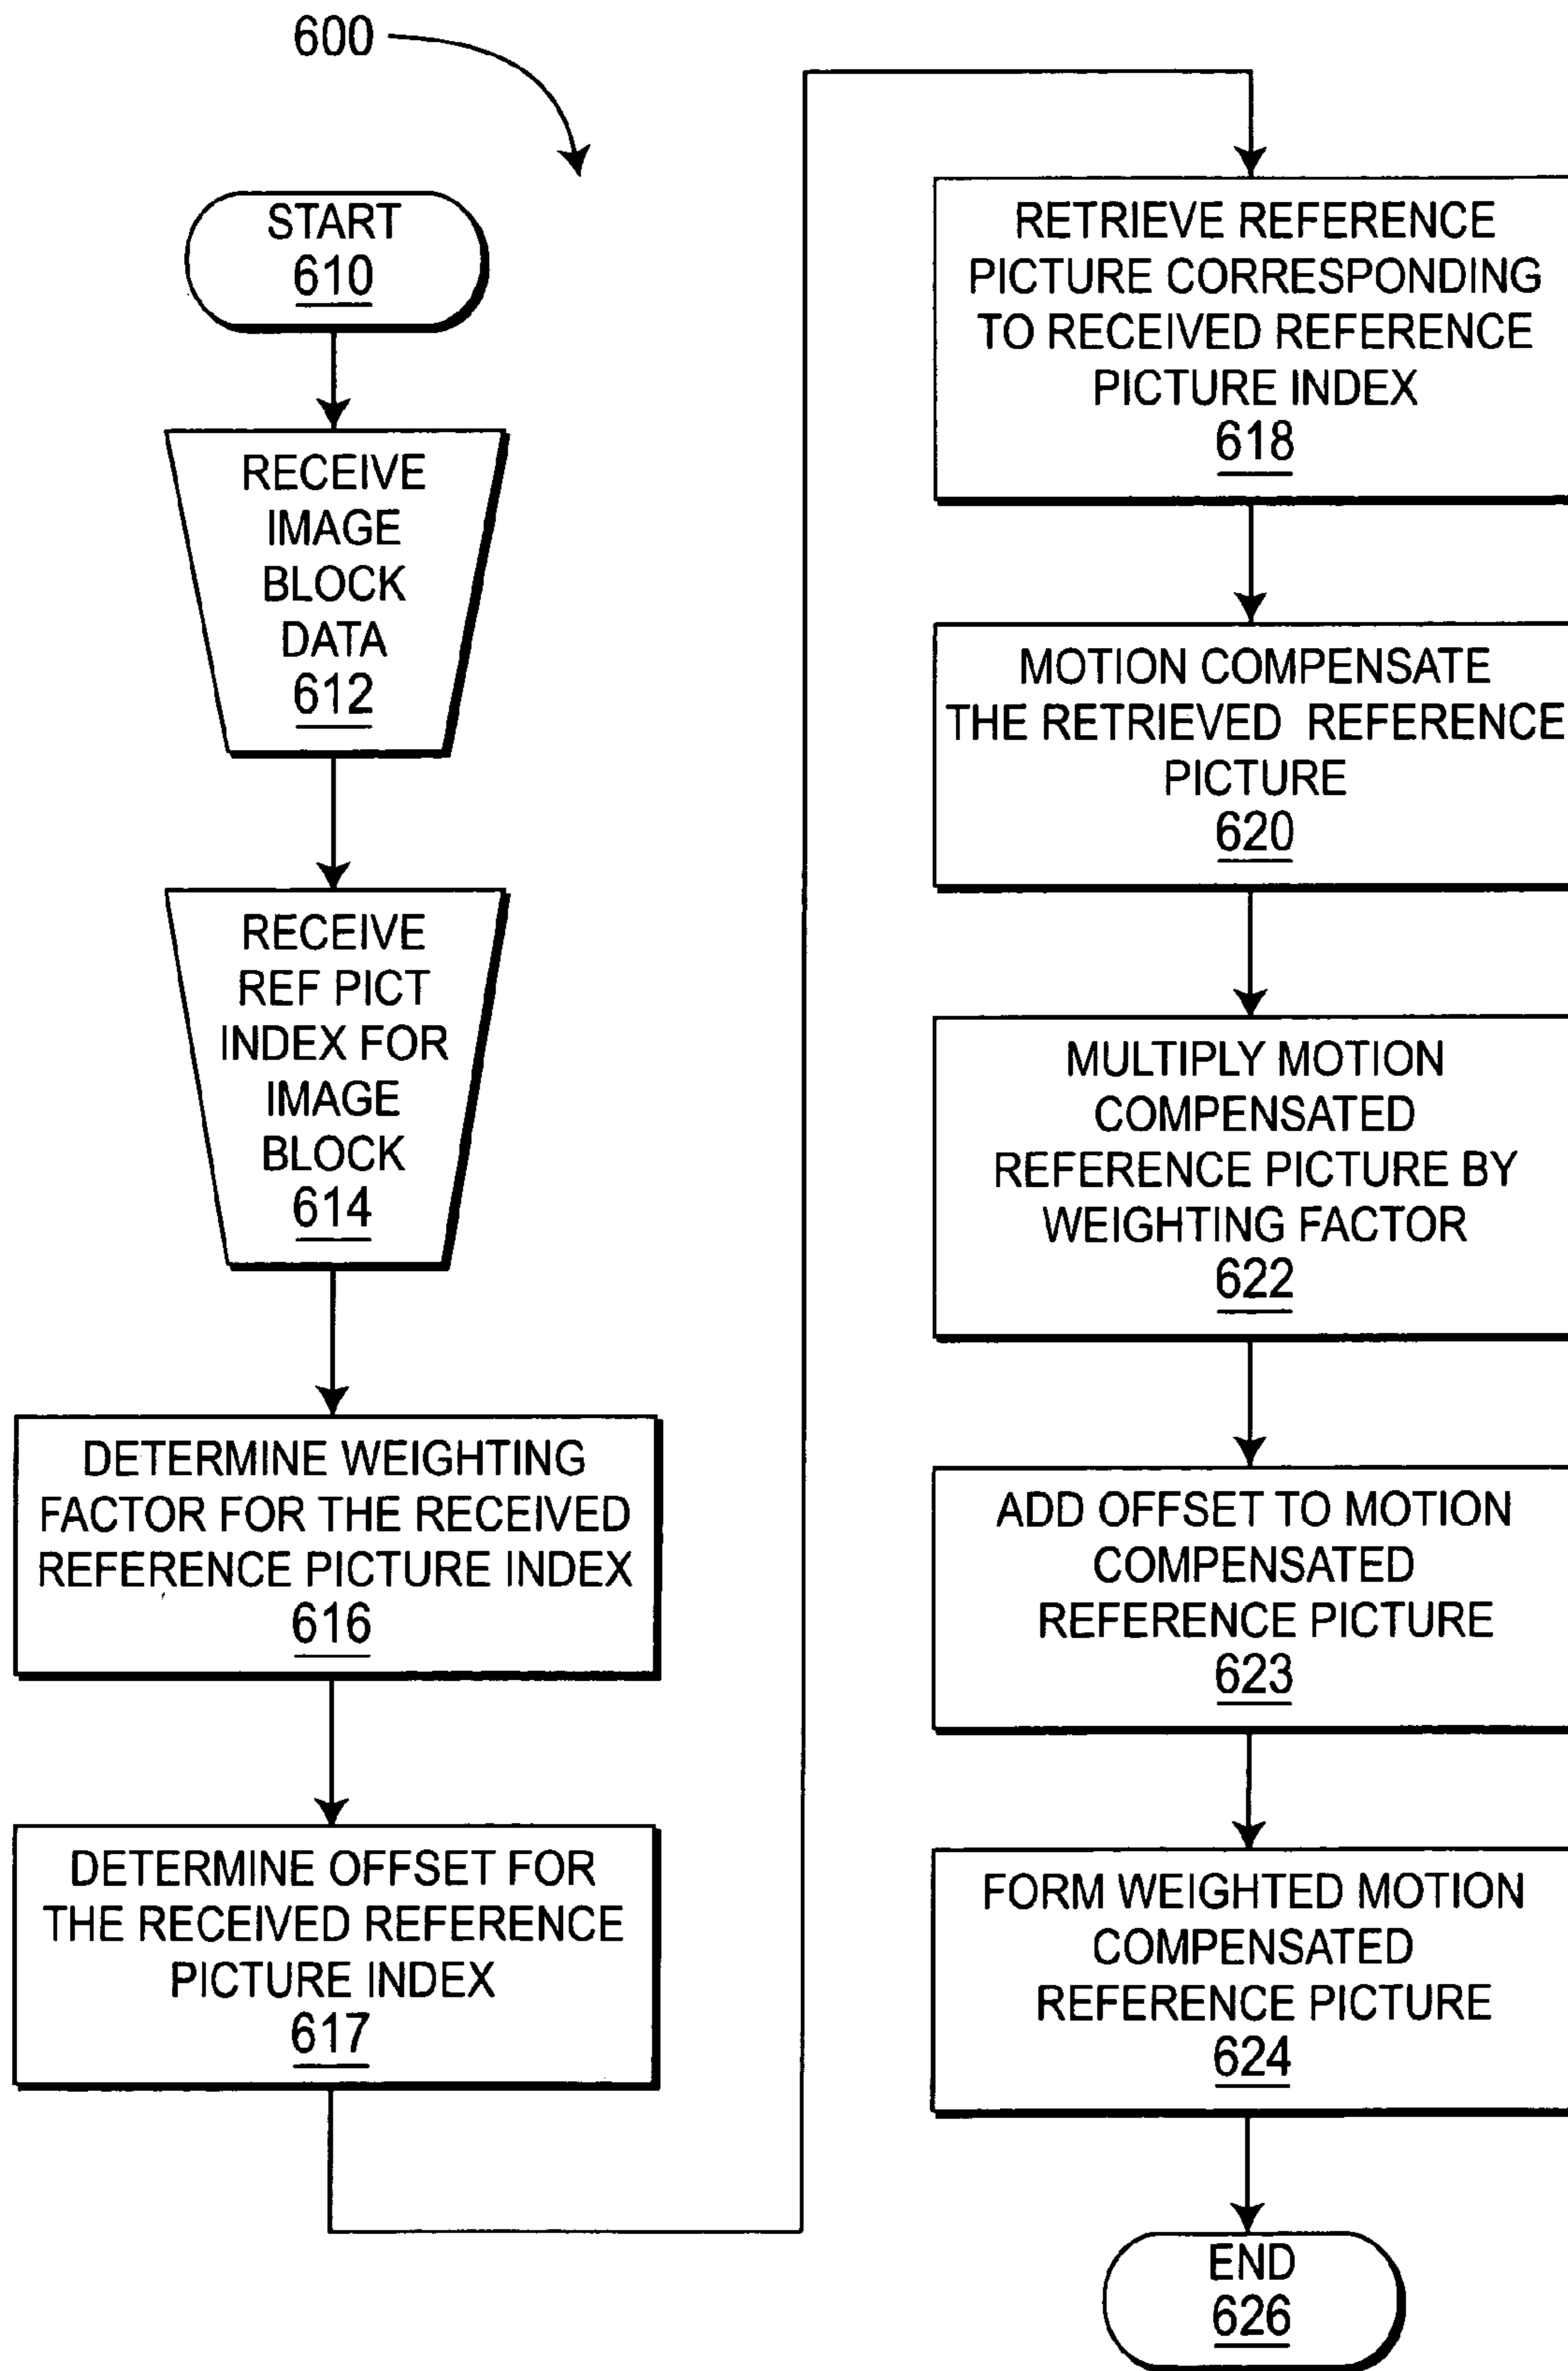 600
START
610
RECEIVE
IMAGE
BLOCK
DATA
612
RECEIVE
REF PICT
INDEX FOR
IMAGE
BLOCK
614
DETERMINE WEIGHTING
FACTOR FOR THE RECEIVED
REFERENCE PICTURE INDEX
616
DETERMINE OFFSET FOR
THE RECEIVED REFERENCE
PICTURE INDEX
617
RETRIEVE REFERENCE
PICTURE CORRESPONDING
TO RECEIVED REFERENCE
PICTURE INDEX
618
MOTION COMPENSATE
THE RETRIEVED REFERENCE
PICTURE
620
MULTIPLY MOTION
COMPENSATED
REFERENCE PICTURE BY
WEIGHTING FACTOR
622
ADD OFFSET TO MOTION
COMPENSATED
REFERENCE PICTURE
623
FORM WEIGHTED MOTION
COMPENSATED
REFERENCE PICTURE
624
END
626